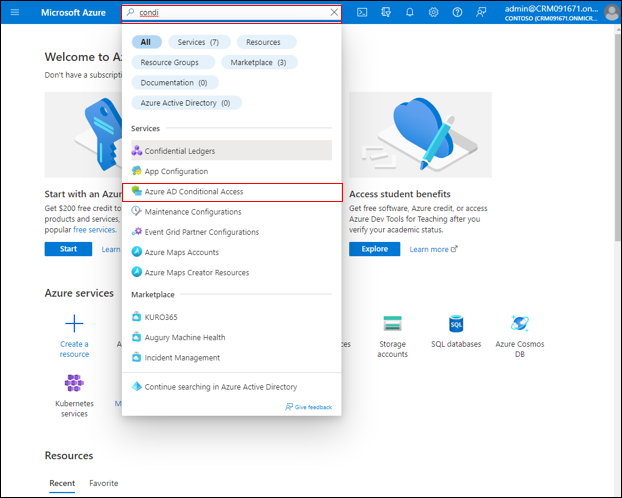 Microsoft Azure
condi
admin@CRM091671.on...
CONTOSO (CRM091671.ONMICR...
All
Services (7)
Resources
Resource Groups
Marketplace (3)
Documentation (0)
Azure Active Directory (0)
Services
Confidential Ledgers
App Configuration
Azure AD Conditional Access
Maintenance Configurations
Event Grid Partner Configurations
Azure Maps Accounts
Azure Maps Creator Resources
Marketplace
KURO365
Augury Machine Health
Incident Management
Continue searching in Azure Active Directory
Give feedback
Welcome to Az
Don't have a subscripti
Start with an Azur
Get $200 free credit to
products and services,
popular free services.
Start
Learn
Access student benefits
Get free software, Azure credit, or access
Azure Dev Tools for Teaching after you
verify your academic status.
Explore
Learn more
Azure services
Create a
resource
Storage
accounts
SQL databases
Azure Cosmos
DB
Kubernetes
services
Resources
Recent
Favorite